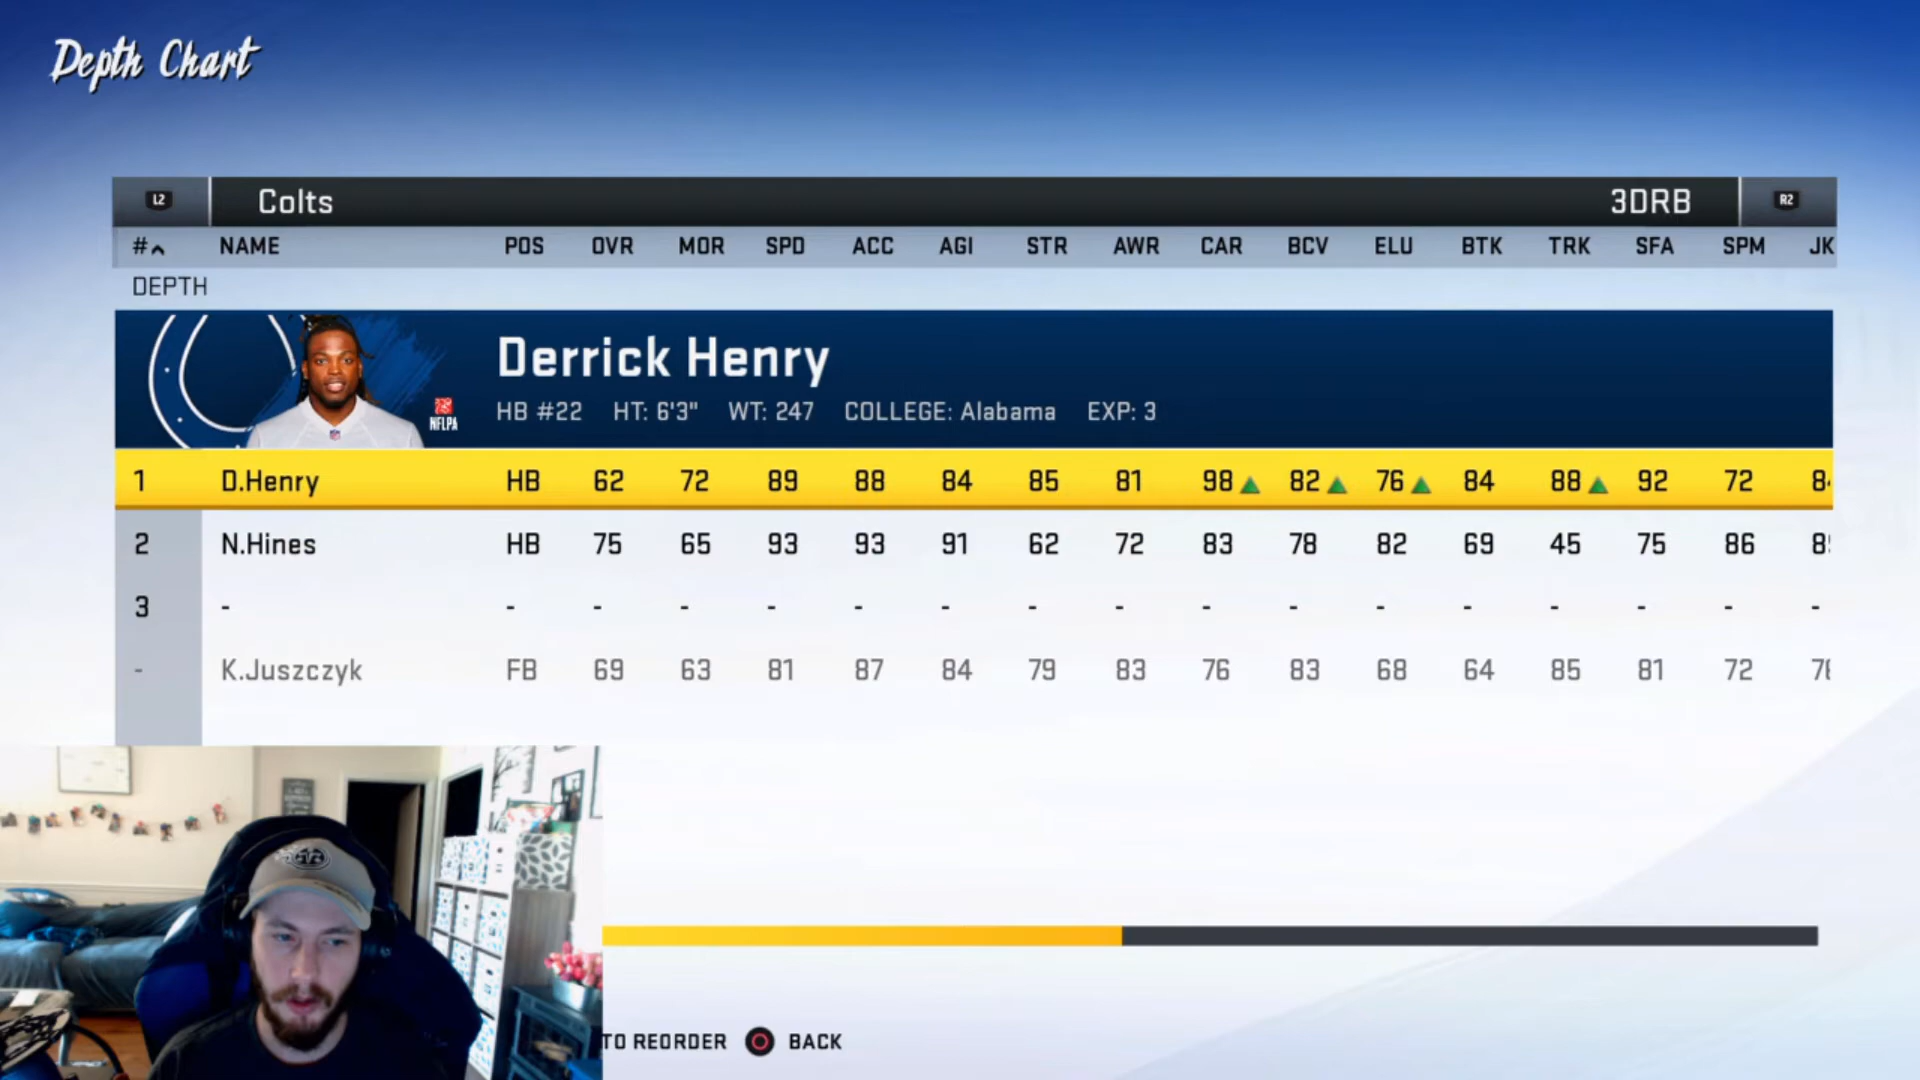 Depth Chart
L2 Colts 3DRB R2
# NAME POS OVR MOR SPD ACC AGI STR AWR CAR BCV ELU BTK TRK SFA SPM JK
DEPTH
Derrick Henry
HB #22 HT: 6'3" WT: 247 COLLEGE: Alabama EXP: 3
NFLPA
1 D.Henry HB 62 72 89 88 84 85 81 98 82 76 84 88 92 72
2 N.Hines HB 75 65 93 93 91 62 72 83 78 82 69 45 75 86
3 - - - - - - - - - - - - - - - -
- K.Juszczyk FB 69 63 81 87 84 79 83 76 83 68 64 85 81 72
TO REORDER BACK